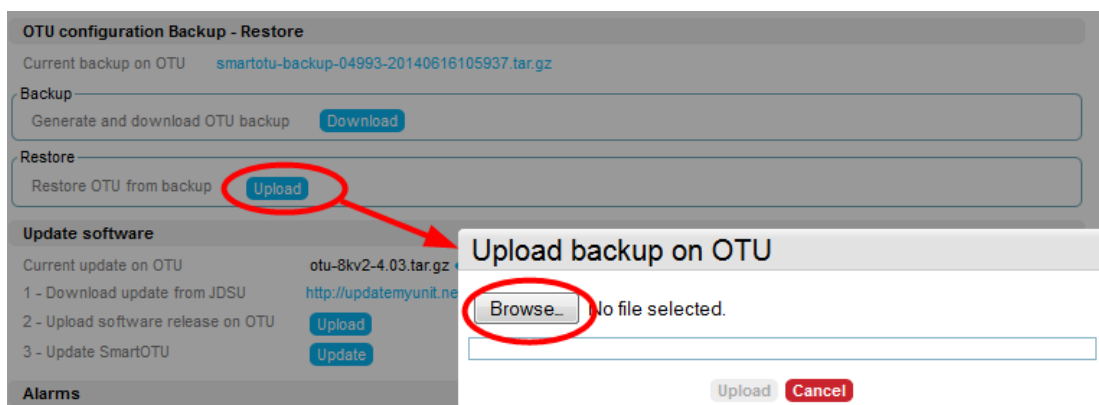 OTU configuration Backup - Restore
Current backup on OTU smartotu-backup-04993-20140616105937.tar.gz
Backup
Generate and download OTU backup Download
Restore
Restore OTU from backup Upload
Update software
Current update on OTU otu-8kv2-4.03.tar.gz
1 - Download update from JDSU http://updatemyunit.ne
2 - Upload software release on OTU Upload
3 - Update SmartOTU Update
Alarms
Upload backup on OTU
Browse… No file selected.
Upload Cancel